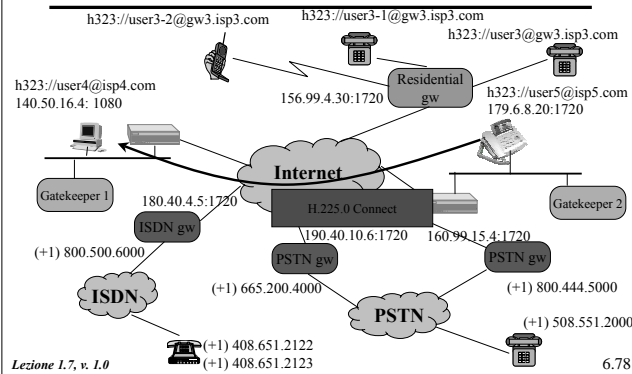 h323://user3-2@gw3.isp3.com
h323://user3-1@gw3.isp3.com
h323://user3@gw3.isp3.com
h323://user4@isp4.com
140.50.16.4: 1080
156.99.4.30:1720
Residential
gw
h323://user5@isp5.com
179.6.8.20:1720
Internet
Gatekeeper 1
180.40.4.5:1720
H.225.0 Connect
Gatekeeper 2
ISDN gw
190.40.10.6:1720
160.99.15.4:1720
(+1) 800.500.6000
PSTN gw
PSTN gw
(+1) 665.200.4000
(+1) 800.444.5000
ISDN
PSTN
(+1) 508.551.2000
(+1) 408.651.2122
(+1) 408.651.2123
Lezione 1.7, v. 1.0
6.78